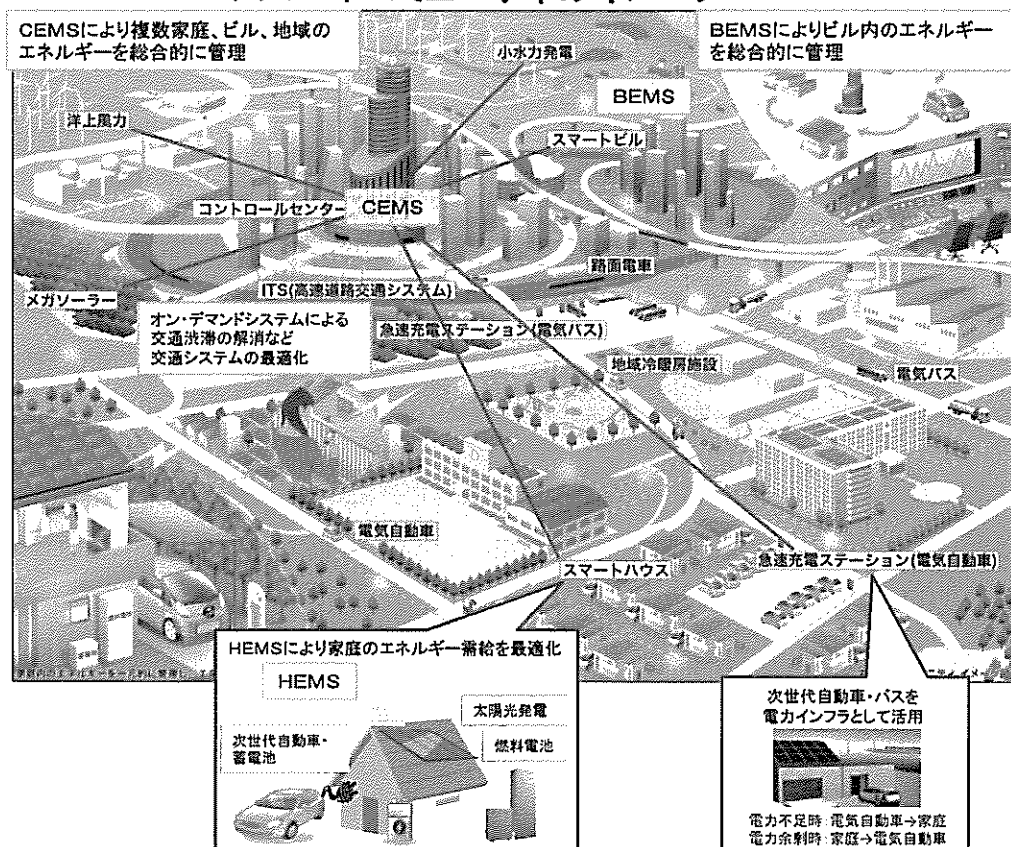 CEMSにより複数家庭、ビル、地域の
エネルギーを総合的に管理
BEMSによりビル内のエネルギー
を総合的に管理
小水力発電
BEMS
洋上風力
スマートビル
コントロールセンター
CEMS
路面電車
メガソーラー
ITS(高速道路交通システム)
オン・デマンドシステムによる
交通渋滞の解消など
交通システムの最適化
急速充電ステーション(電気バス)
地域冷暖房施設
電気バス
電気自動車
スマートハウス
急速充電ステーション(電気自動車)
HEMSにより家庭のエネルギー需給を最適化
HEMS
太陽光発電
次世代自動車・
蓄電池
燃料電池
次世代自動車・バスを
電力インフラとして活用
電力不足時:電気自動車→家庭
電力余剰時:家庭→電気自動車